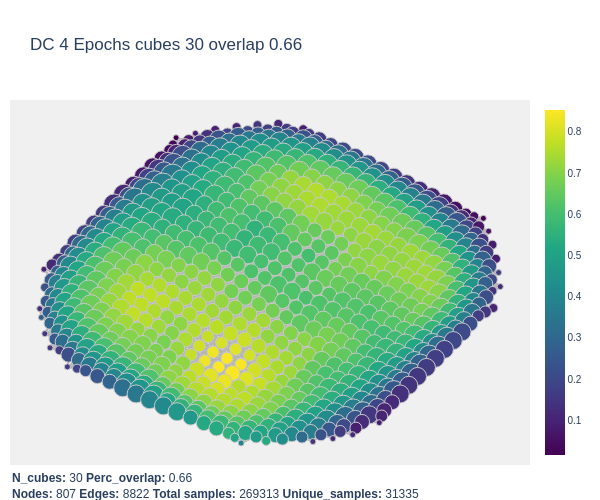 DC 4 Epochs cubes 30 overlap 0.66
0.8
0.7
0.6
0.5
0.4
0.3
0.2
0.1
N_cubes: 30 Perc_overlap: 0.66
Nodes: 807 Edges: 8822 Total samples: 269313 Unique_samples: 31335